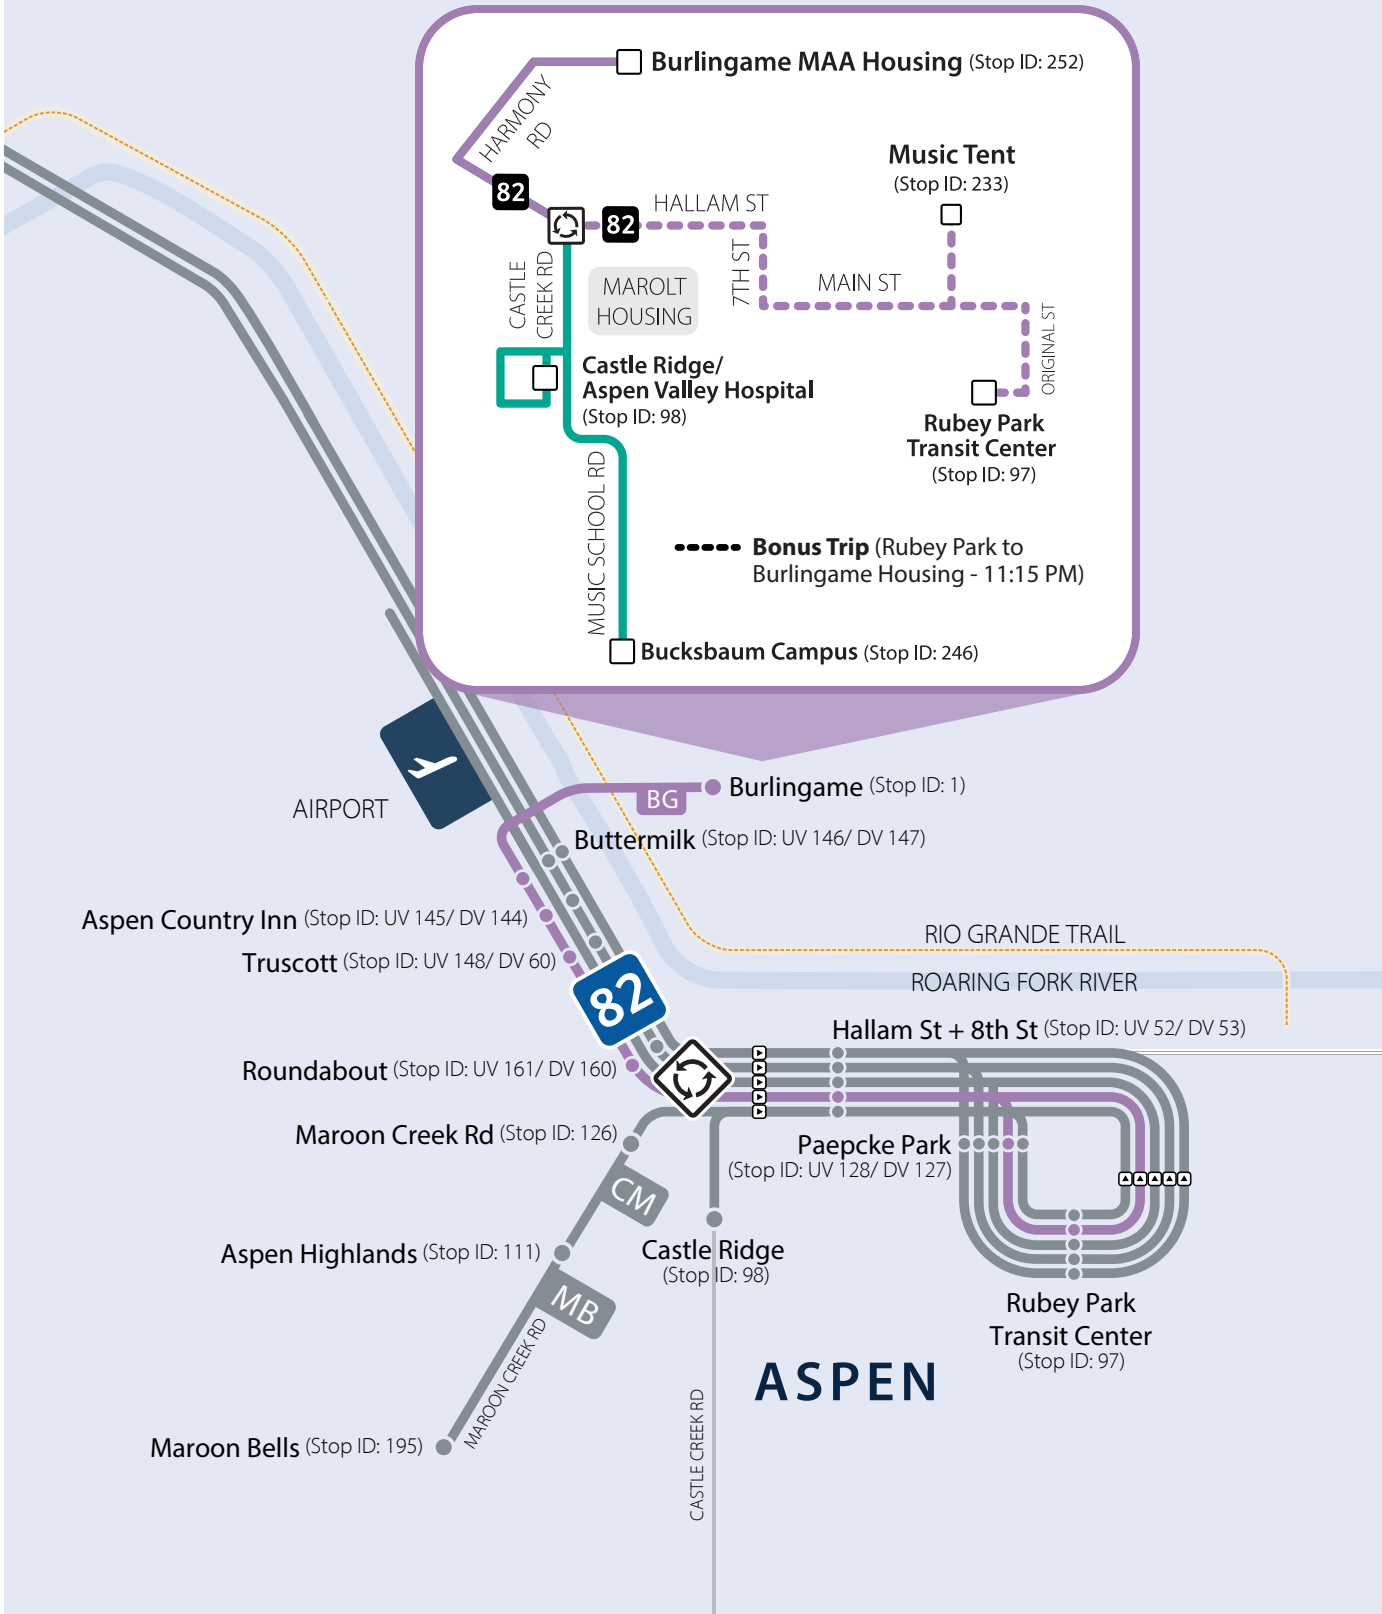 Burlingame MAA Housing (Stop ID: 252)
HARMONY
RD
82
Music Tent
(Stop ID: 233)
82
HALLAM ST
7TH ST
MAIN ST
ORIGINAL ST
CASTLE
CREEK RD
MAROLT
HOUSING
Castle Ridge/
Aspen Valley Hospital
(Stop ID: 98)
Rubey Park
Transit Center
(Stop ID: 97)
MUSIC SCHOOL RD
Bonus Trip (Rubey Park to
Burlingame Housing - 11:15 PM)
Bucksbaum Campus (Stop ID: 246)
AIRPORT
Burlingame (Stop ID: 1)
BG
Buttermilk (Stop ID: UV 146/ DV 147)
Aspen Country Inn (Stop ID: UV 145/ DV 144)
Truscott (Stop ID: UV 148/ DV 60)
82
RIO GRANDE TRAIL
ROARING FORK RIVER
Hallam St + 8th St (Stop ID: UV 52/ DV 53)
Roundabout (Stop ID: UV 161/ DV 160)
Maroon Creek Rd (Stop ID: 126)
Paepcke Park
(Stop ID: UV 128/ DV 127)
CM
Aspen Highlands (Stop ID: 111)
Castle Ridge
(Stop ID: 98)
MB
Rubey Park
Transit Center
(Stop ID: 97)
MAROON CREEK RD
ASPEN
CASTLE CREEK RD
Maroon Bells (Stop ID: 195)